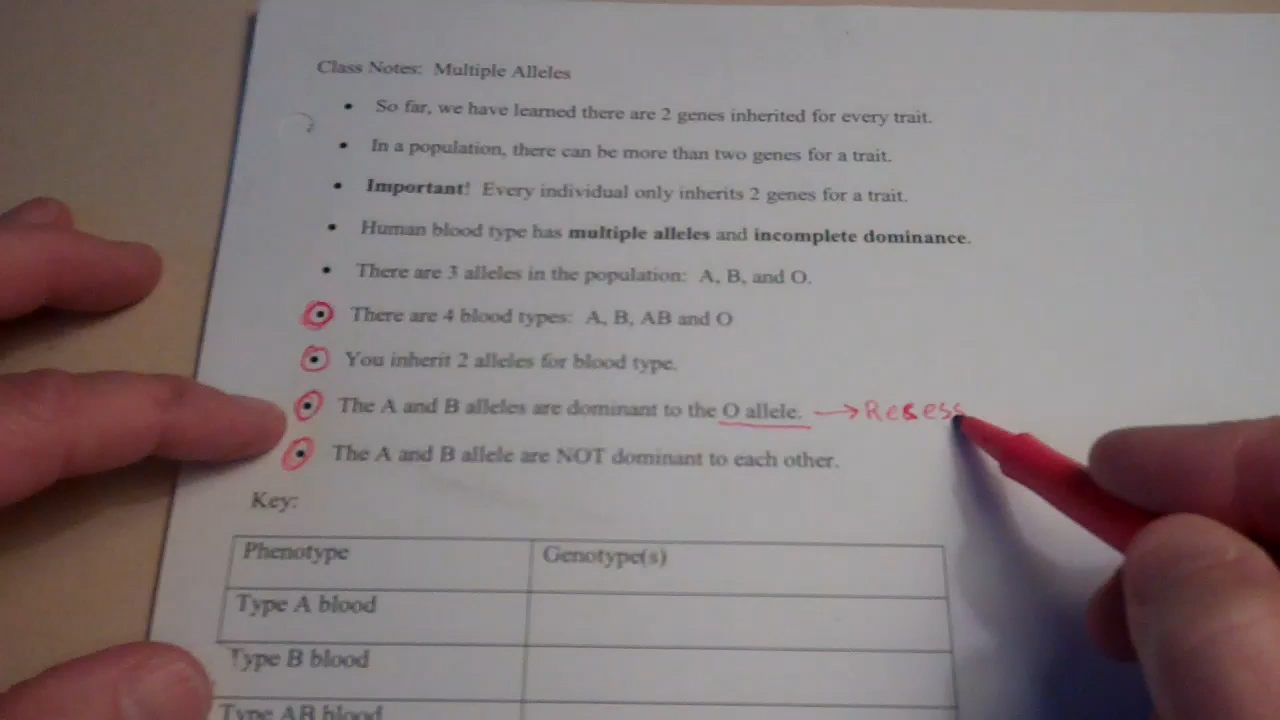 Class Notes: Multiple Alleles
• So far, we have learned there are 2 genes inherited for every trait.
• In a population, there can be more than two genes for a trait.
• Important! Every individual only inherits 2 genes for a trait.
• Human blood type has multiple alleles and incomplete dominance.
• There are 3 alleles in the population: A, B, and O.
• There are 4 blood types: A, B, AB and O
• You inherit 2 alleles for blood type.
• The A and B alleles are dominant to the O allele. → Recess
• The A and B allele are NOT dominant to each other.
Key:
Phenotype Genotype(s)
Type A blood
Type B blood
Type AB blood